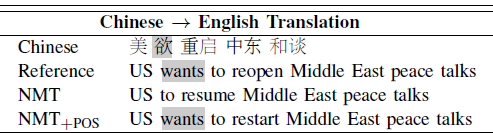 Chinese → English Translation
Chinese 美 欲 重启 中东 和谈
Reference US wants to reopen Middle East peace talks
NMT US to resume Middle East peace talks
NMT+POS US wants to restart Middle East peace talks